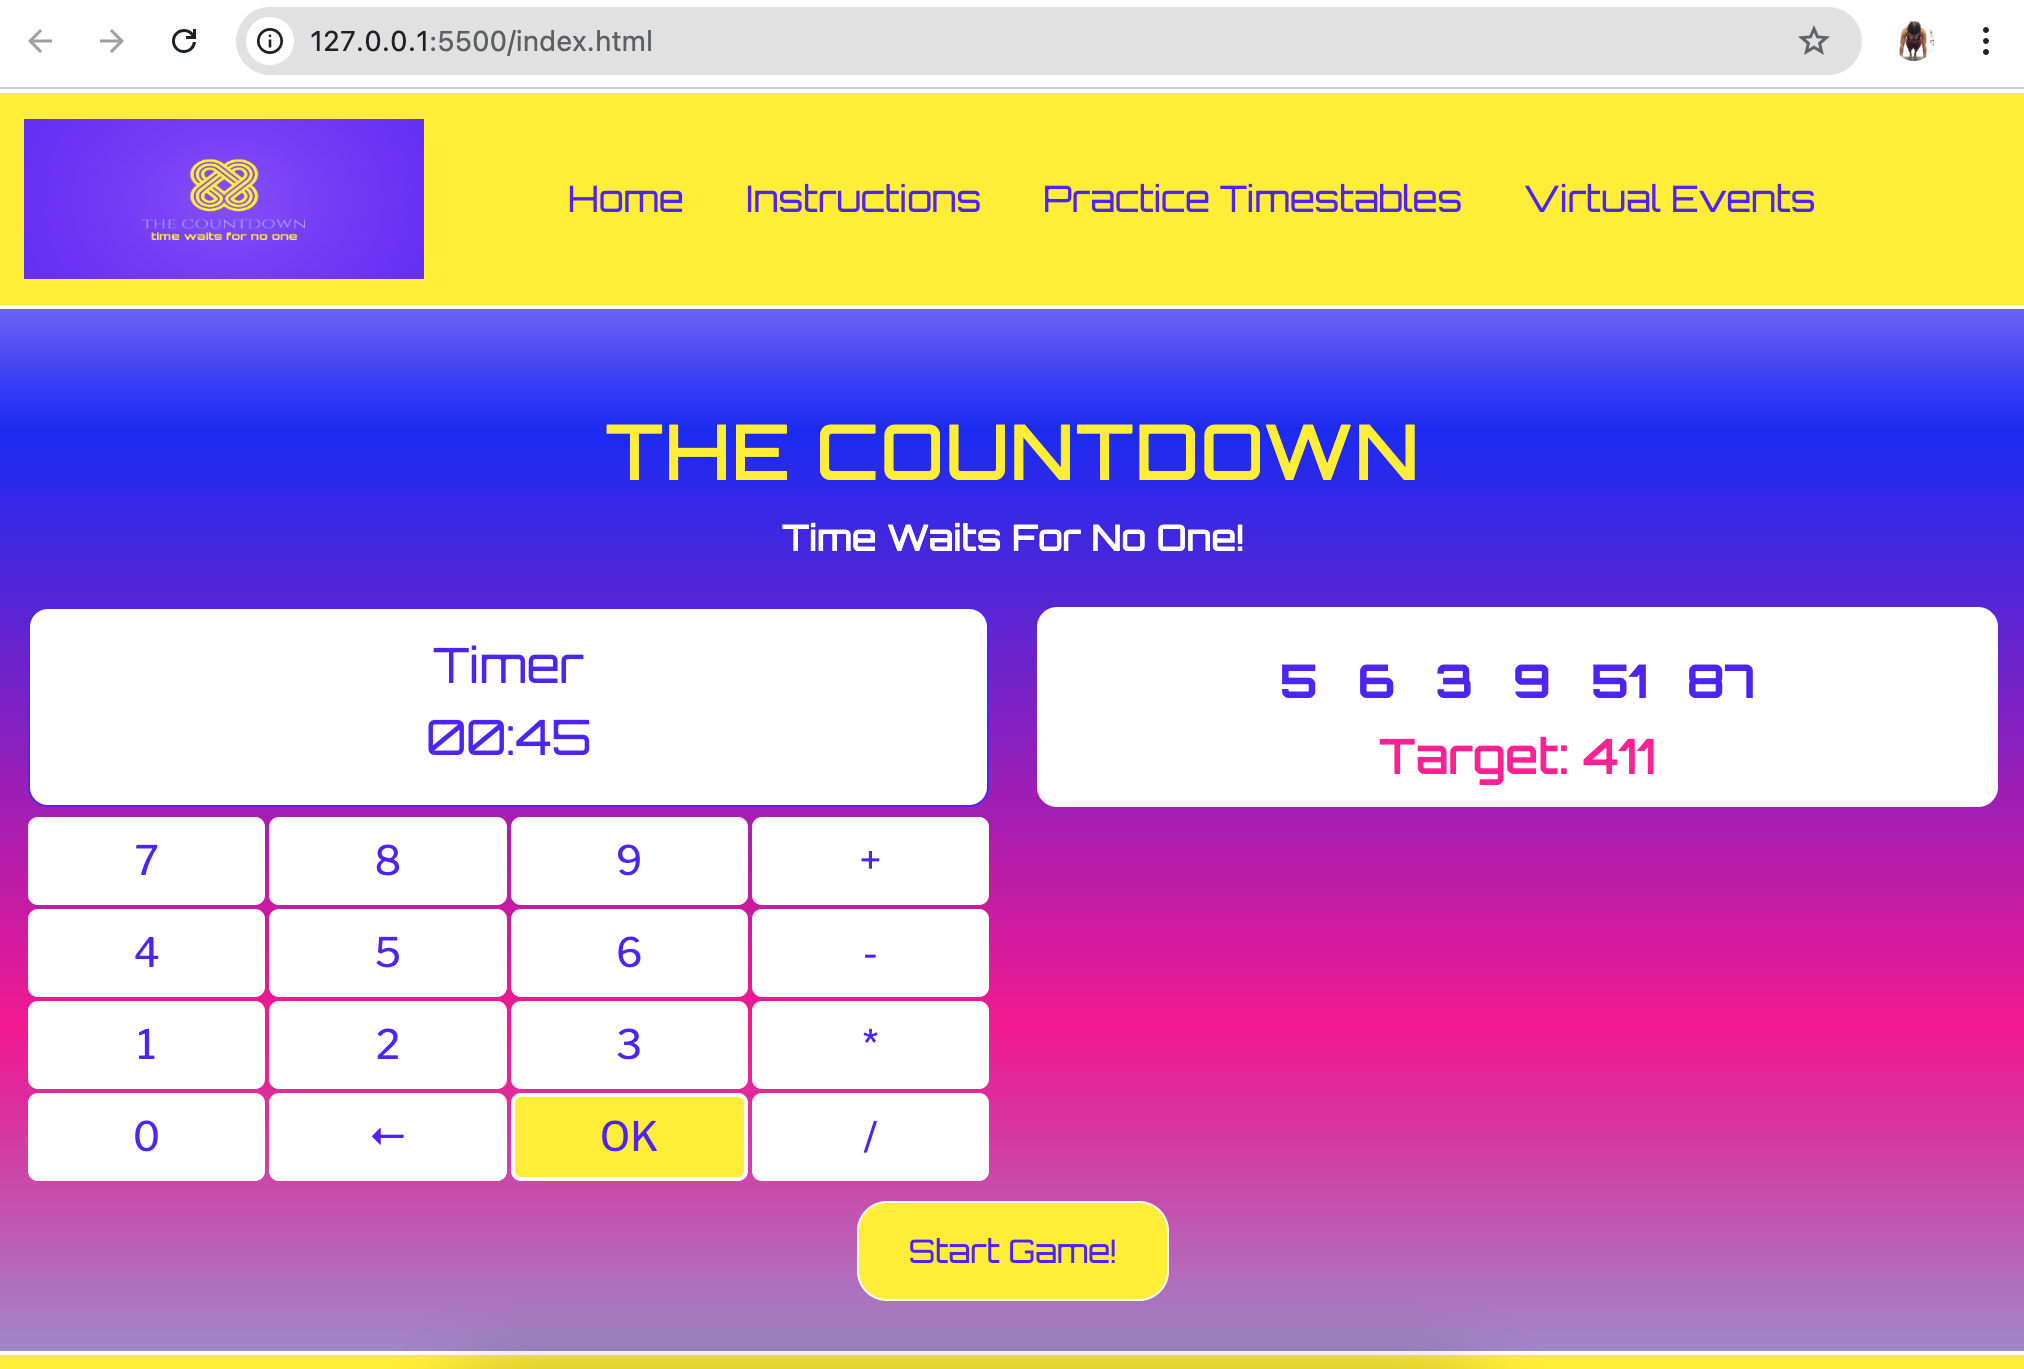 127.0.0.1:5500/index.html
THE COUNTDOWN
time waits for no one
Home Instructions Practice Timestables Virtual Events
THE COUNTDOWN
Time Waits For No One!
Timer
00:45
5 6 3 9 51 87
Target: 411
7 8 9 +
4 5 6 -
1 2 3 *
0 ← OK /
Start Game!